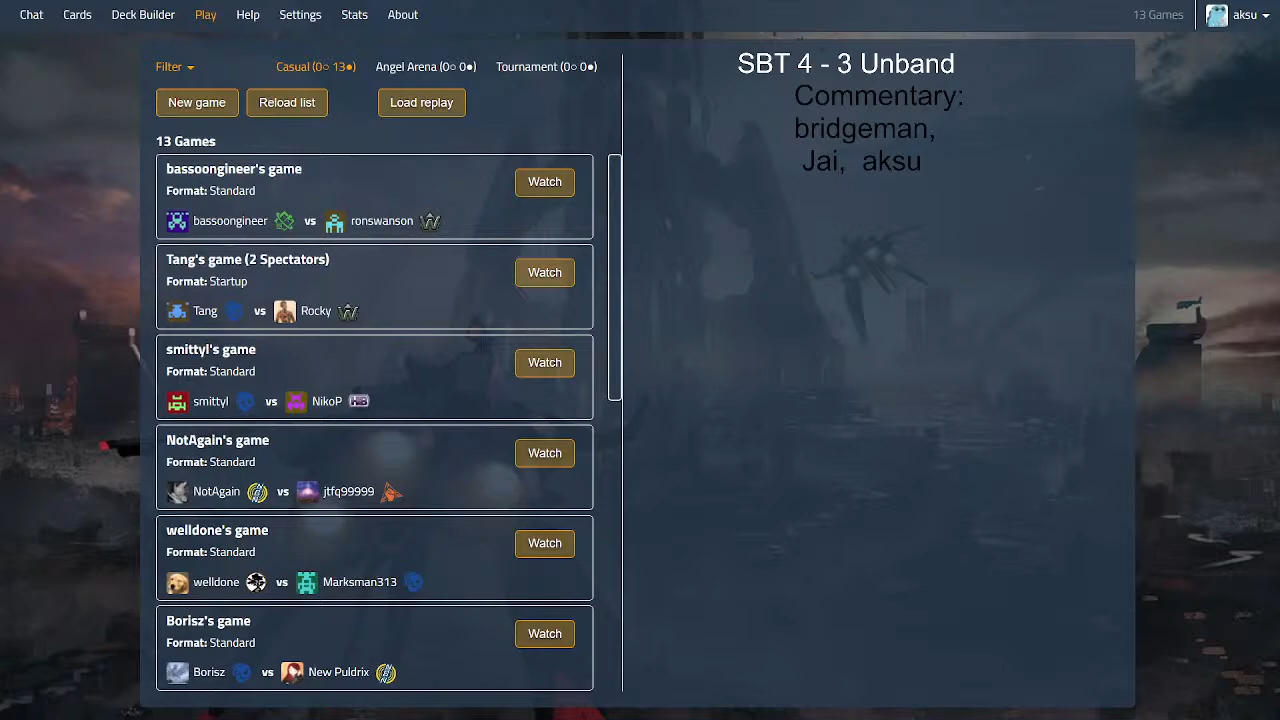 Chat Cards Deck Builder Play Help Settings Stats About 13 Games aksu
Filter Casual (0○ 13●) Angel Arena (0○ 0●) Tournament (0○ 0●)
New game Reload list Load replay
13 Games
bassoongineer's game
Format: Standard
Watch
bassoongineer vs ronswanson
Tang's game (2 Spectators)
Format: Startup
Watch
Tang vs Rocky
smittyl's game
Format: Standard
Watch
smittyl vs NikoP
NotAgain's game
Format: Standard
Watch
NotAgain vs jtfq99999
welldone's game
Format: Standard
Watch
welldone vs Marksman313
Borisz's game
Format: Standard
Watch
Borisz vs New Puldrix
SBT 4 - 3 Unband
Commentary:
bridgeman,
Jai, aksu